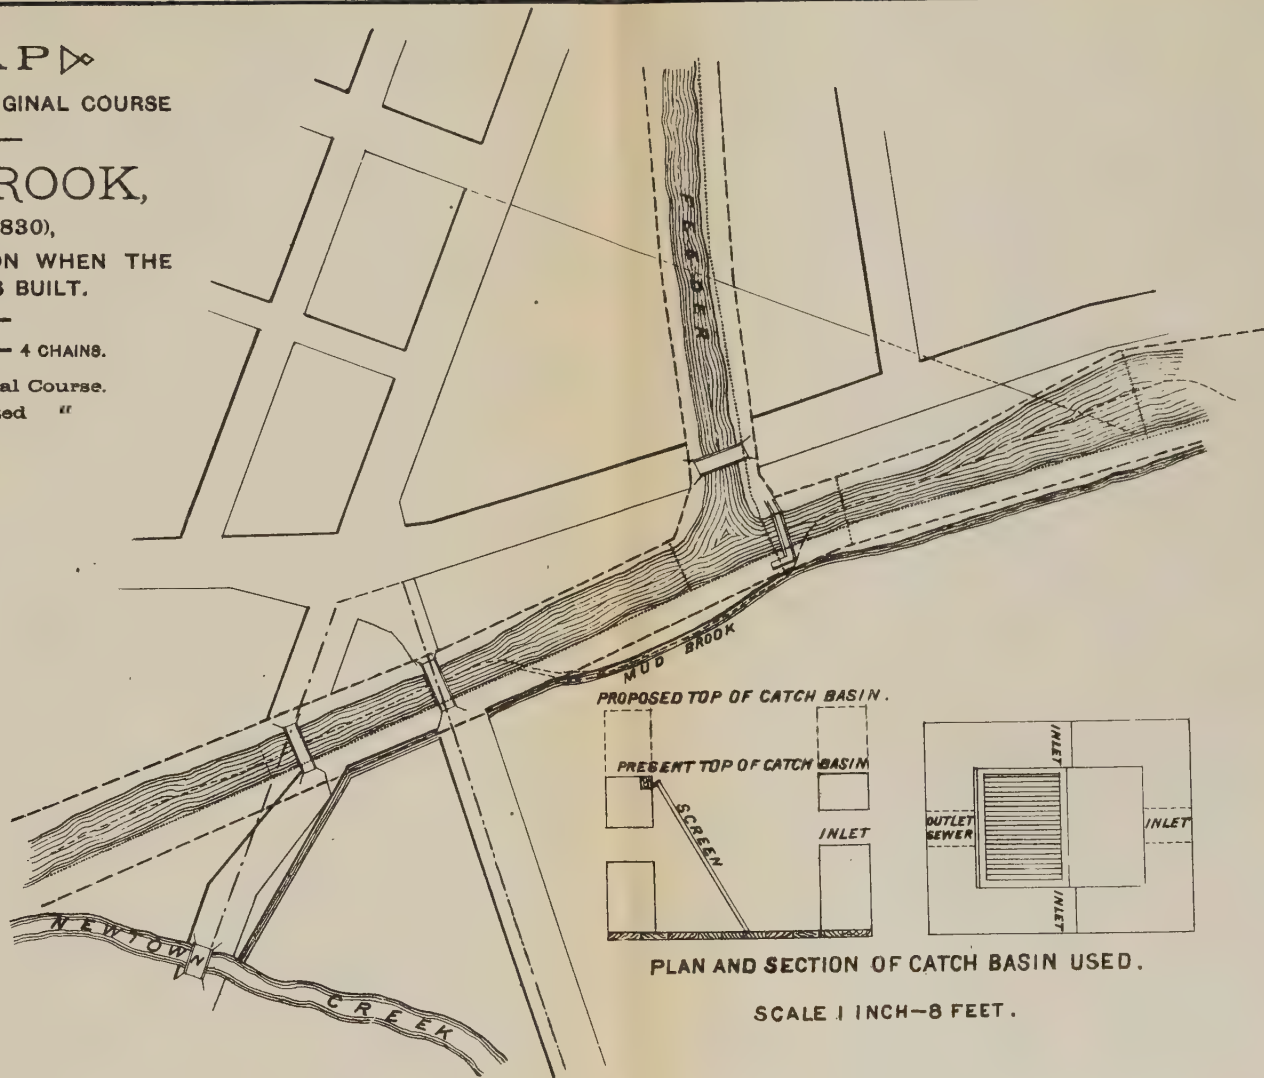 AP
GINAL COURSE
ROOK,
830),
ON WHEN THE
S BUILT.
— 4 CHAINS.
al Course.
sed "
FEEDER
MUD BROOK
PROPOSED TOP OF CATCH BASIN.
PRESENT TOP OF CATCH BASIN
SCREEN
INLET
INLET
OUTLET
SEWER
INLET
INLET
NEWTOWN
CREEK
PLAN AND SECTION OF CATCH BASIN USED.
SCALE 1 INCH—8 FEET.